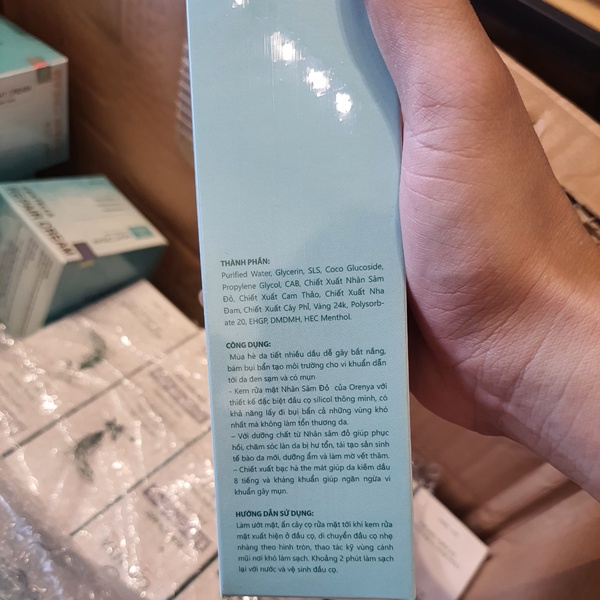 REPAIR CREAM
THÀNH PHẦN:
Purified Water, Glycerin, SLS, Coco Glucoside,
Propylene Glycol, CAB, Chiết Xuất Nhân Sâm
Đỏ, Chiết Xuất Cam Thảo, Chiết Xuất Nha
Đam, Chiết Xuất Cây Phỉ, Vàng 24k, Polysorb-
ate 20, EHGP, DMDMH, HEC Menthol.
CÔNG DỤNG:
Mùa hè da tiết nhiều dầu dễ gây bắt nắng,
bám bụi bẩn tạo môi trường cho vi khuẩn dẫn
tới da đen sạm và có mụn
- Kem rửa mặt Nhân Sâm Đỏ của Orenya với
thiết kế đặc biệt đầu cọ silicol thông minh, có
khả năng lấy đi bụi bẩn cả những vùng khó
nhất mà không làm tổn thương da.
– Với dưỡng chất từ Nhân sâm đỏ giúp phục
hồi, chăm sóc làn da bị hư tổn, tái tạo sản sinh
tế bào da mới, dưỡng ẩm và làm mờ vết thâm.
– Chiết xuất bạc hà the mát giúp da kiềm dầu
8 tiếng và kháng khuẩn giúp ngăn ngừa vi
khuẩn gây mụn.
HƯỚNG DẪN SỬ DỤNG:
Làm ướt mặt, ấn cây cọ rửa mặt tới khi kem rửa
mặt xuất hiện ở đầu cọ, di chuyển đầu cọ nhẹ
nhàng theo hình tròn, thao tác kỹ vùng cánh
mũi nơi khó làm sạch. Khoảng 2 phút làm sạch
lại với nước và vệ sinh đầu cọ.